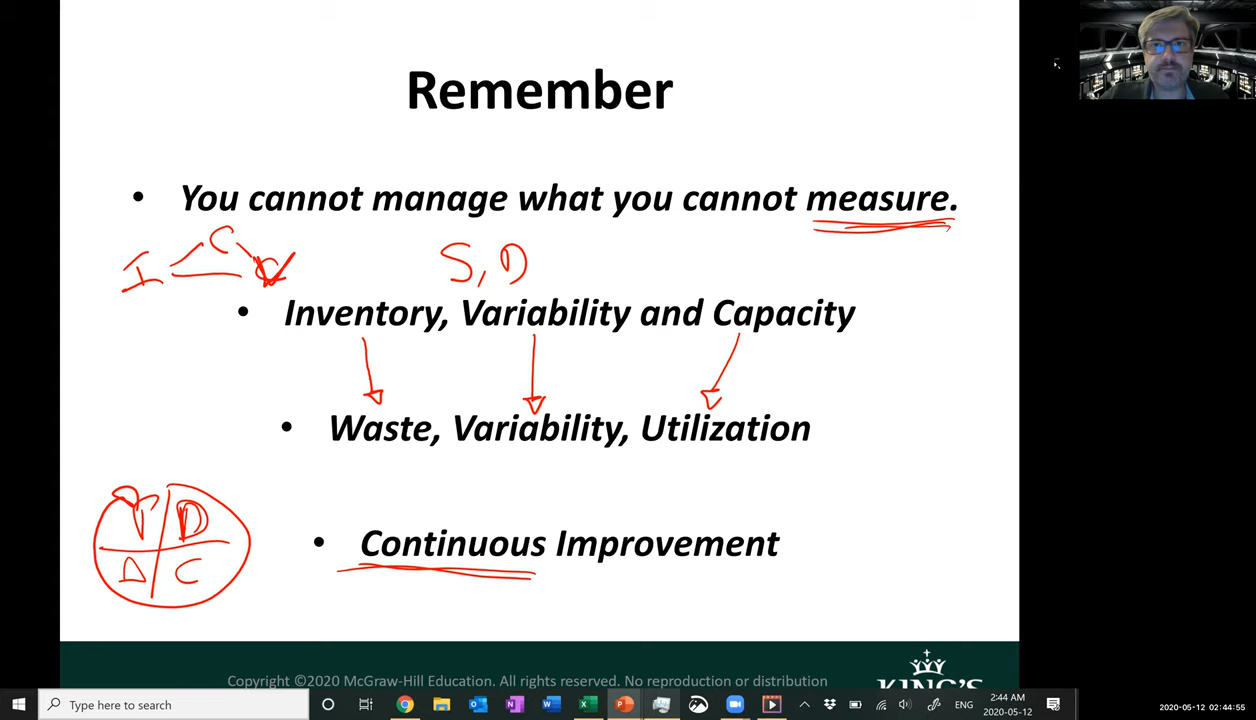 Remember
• You cannot manage what you cannot measure.
I C
S, D
• Inventory, Variability and Capacity
• Waste, Variability, Utilization
P D
• Continuous Improvement
A C
Copyright ©2020 McGraw-Hill Education. All rights reserved. No reproduction or distribution
KING'S
Type here to search
ENG
2:44 AM
2020-05-12
2020-05-12 02:44:55